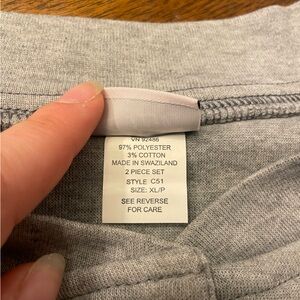 VN 92486
97% POLYESTER
3% COTTON
MADE IN SWAZILAND
2 PIECE SET
STYLE C51
SIZE: XL/P
SEE REVERSE
FOR CARE